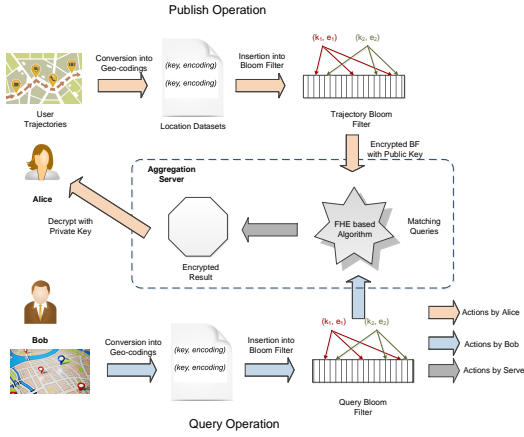 Publish Operation
Conversion into
Geo-codings
Insertion into
Bloom Filter
(key, encoding)
(key, encoding)
(k1, e1)
(k2, e2)
User
Trajectories
Location Datasets
Trajectory Bloom
Filter
Encrypted BF
with Public Key
Aggregation
Server
Alice
Decrypt with
Private Key
FHE based
Algorithm
Matching
Queries
Encrypted
Result
Bob
Conversion into
Geo-codings
Insertion into
Bloom Filter
(key, encoding)
(key, encoding)
(k1, e1)
(k2, e2)
Actions by Alice
Actions by Bob
Actions by Serve
Query Bloom
Filter
Query Operation